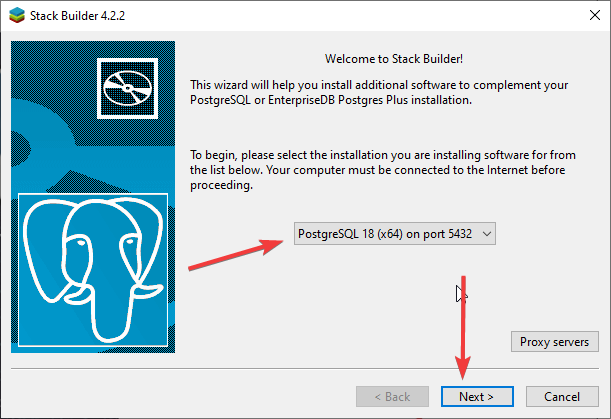 Stack Builder 4.2.2
Welcome to Stack Builder!
This wizard will help you install additional software to complement your
PostgreSQL or EnterpriseDB Postgres Plus installation.
To begin, please select the installation you are installing software for from
the list below. Your computer must be connected to the Internet before
proceeding.
PostgreSQL 18 (x64) on port 5432
Proxy servers
< Back
Next >
Cancel